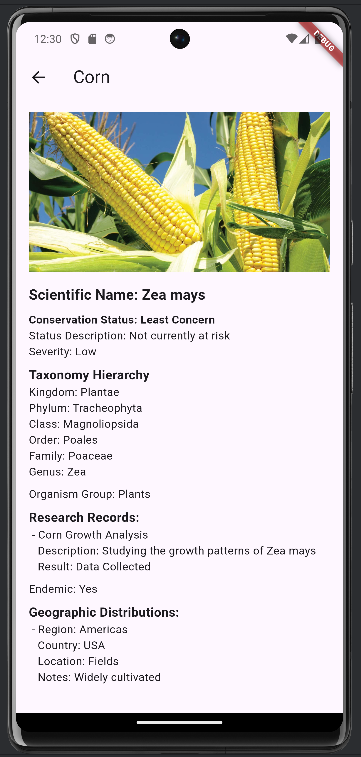 12:30
DEBUG
Corn
Scientific Name: Zea mays
Conservation Status: Least Concern
Status Description: Not currently at risk
Severity: Low
Taxonomy Hierarchy
Kingdom: Plantae
Phylum: Tracheophyta
Class: Magnoliopsida
Order: Poales
Family: Poaceae
Genus: Zea
Organism Group: Plants
Research Records:
- Corn Growth Analysis
Description: Studying the growth patterns of Zea mays
Result: Data Collected
Endemic: Yes
Geographic Distributions:
- Region: Americas
Country: USA
Location: Fields
Notes: Widely cultivated